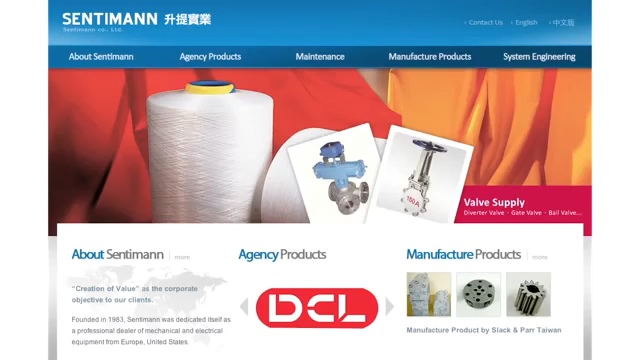 SENTIMANN 升提實業
Sentimann co., Ltd.
Contact Us
English
中文版
About Sentimann
Agency Products
Maintenance
Manufacture Products
System Engineering
150A
Valve Supply
Diverter Valve · Gate Valve · Ball Valve...
About Sentimann
more
"Creation of Value" as the corporate
objective to our clients.
Founded in 1983, Sentimann was dedicated itself as
a professional dealer of mechanical and electrical
equipment from Europe, United States.
Agency Products
DCL
Manufacture Products
more
Manufacture Product by Slack & Parr Taiwan